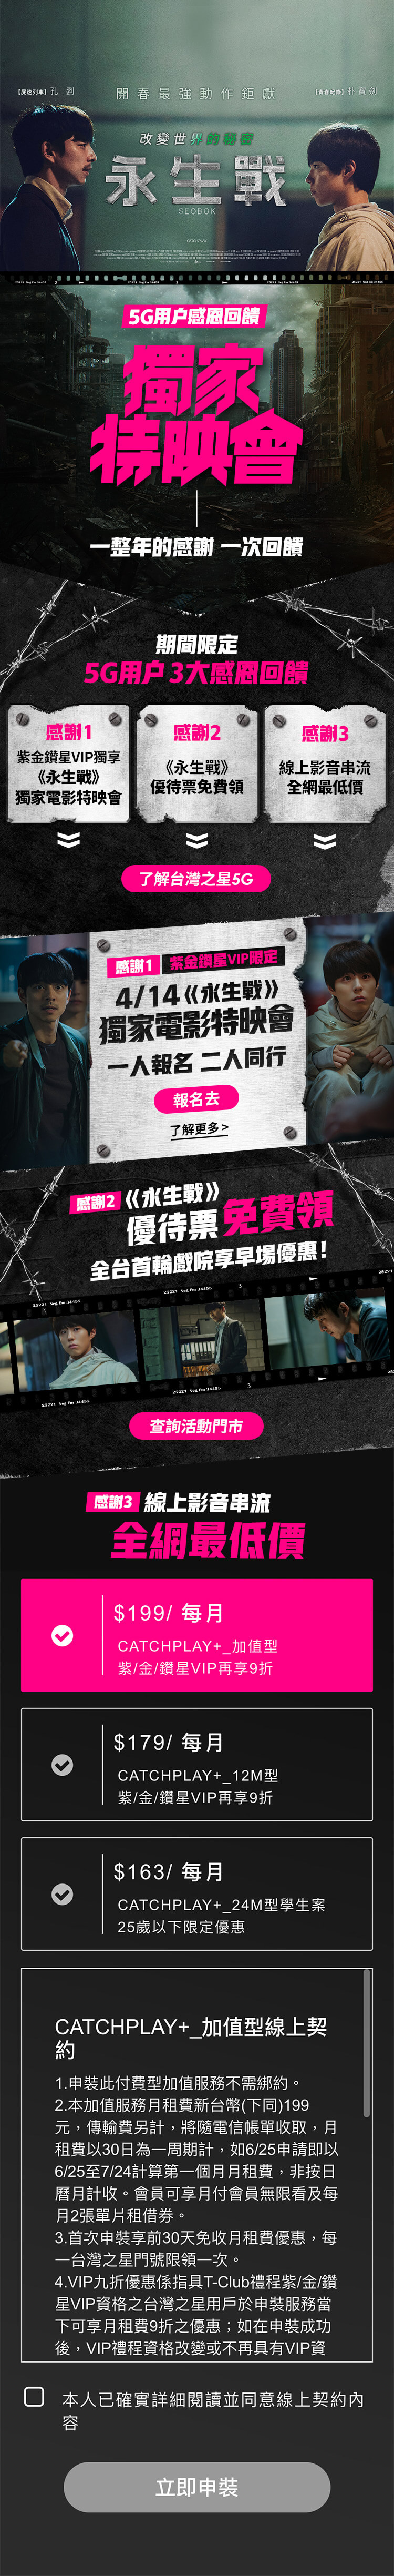 【屍速列車】孔 劉
開春最強動作鉅獻
【青春紀錄】朴寶劍
改變世界的秘密
永生戰
SEOBOK
5G用戶感恩回饋
獨家
特映會
一整年的感謝 一次回饋
期間限定
5G用戶 3大感恩回饋
感謝1
紫金鑽星VIP獨享
《永生戰》
獨家電影特映會
感謝2
《永生戰》
優待票免費領
感謝3
線上影音串流
全網最低價
了解台灣之星5G
感謝1 紫金鑽星VIP限定
4/14《永生戰》
獨家電影特映會
一人報名 二人同行
報名去
了解更多 >
感謝2 《永生戰》
優待票免費領
全台首輪戲院享早場優惠!
25221 Nog Em 34455
25221 Nog Em 34455
3
25221
25221 Nog Em 34455
25221 Nog Em 34455
3
查詢活動門市
感謝3 線上影音串流
全網最低價
$199/ 每月
CATCHPLAY+_加值型
紫/金/鑽星VIP再享9折
$179/ 每月
CATCHPLAY+_12M型
紫/金/鑽星VIP再享9折
$163/ 每月
CATCHPLAY+_24M型學生案
25歲以下限定優惠
CATCHPLAY+_加值型線上契
約
1.申裝此付費型加值服務不需綁約。
2.本加值服務月租費新台幣(下同)199
元，傳輸費另計，將隨電信帳單收取，月
租費以30日為一周期計，如6/25申請即以
6/25至7/24計算第一個月月租費，非按日
曆月計收。會員可享月付會員無限看及每
月2張單片租借券。
3.首次申裝享前30天免收月租費優惠，每
一台灣之星門號限領一次。
4.VIP九折優惠係指具T-Club禮程紫/金/鑽
星VIP資格之台灣之星用戶於申裝服務當
下可享月租費9折之優惠；如在申裝成功
後，VIP禮程資格改變或不再具有VIP資
本人已確實詳細閱讀並同意線上契約內
容
立即申裝